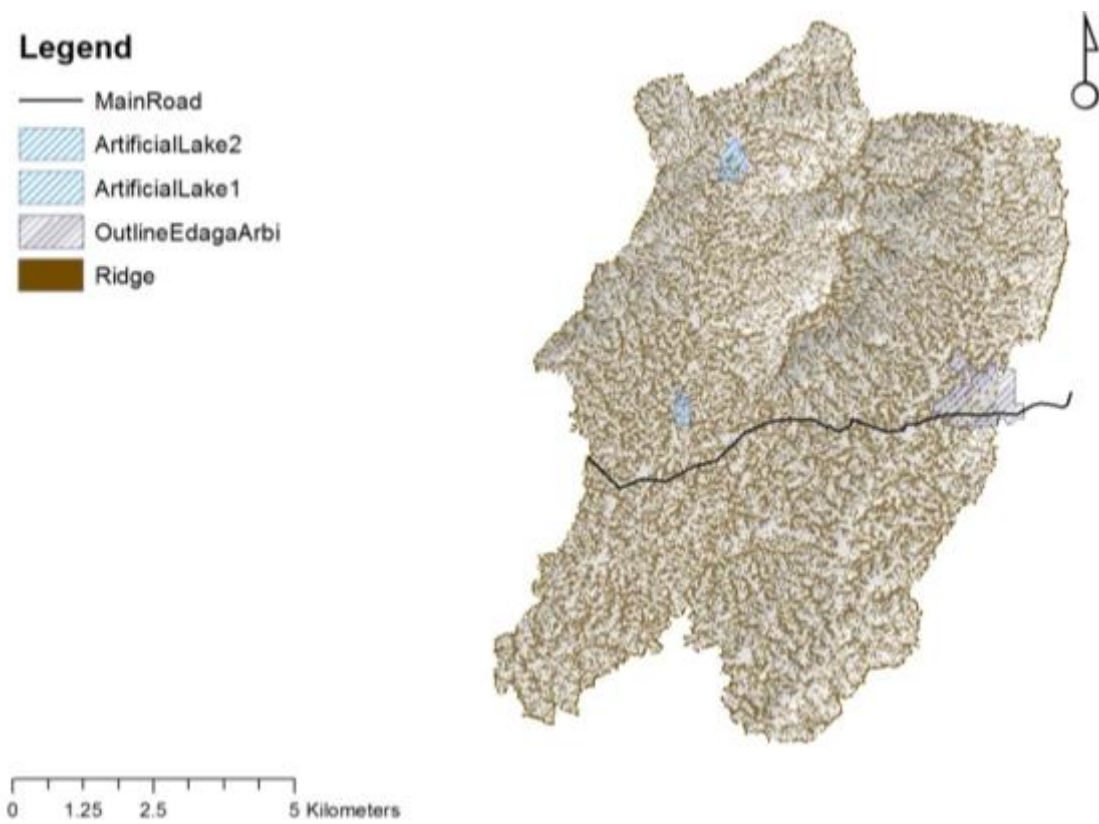 Legend
MainRoad
ArtificialLake2
ArtificialLake1
OutlineEdagaArbi
Ridge
0 1.25 2.5 5 Kilometers